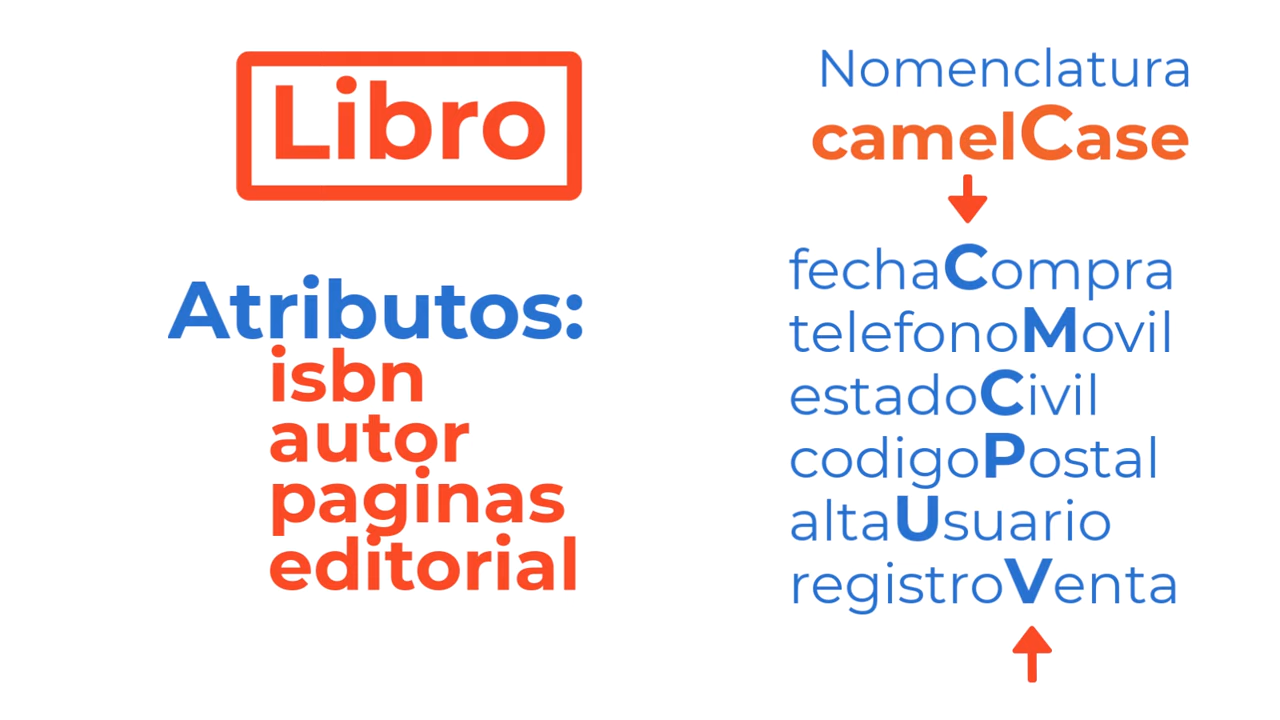 Libro
Atributos:
isbn
autor
paginas
editorial
Nomenclatura
camelCase
fechaCompra
telefonoMovil
estadoCivil
codigoPostal
altaUsuario
registroVenta